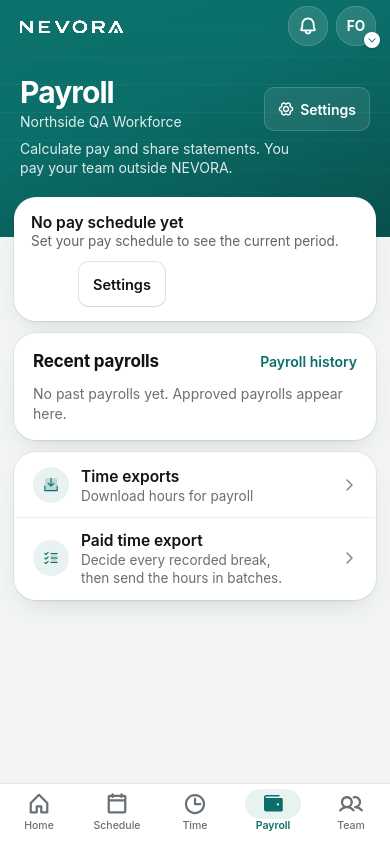 NEVORA
FO
Payroll
Northside QA Workforce
Settings
Calculate pay and share statements. You
pay your team outside NEVORA.
No pay schedule yet
Set your pay schedule to see the current period.
Settings
Recent payrolls
Payroll history
No past payrolls yet. Approved payrolls appear
here.
Time exports
Download hours for payroll
Paid time export
Decide every recorded break,
then send the hours in batches.
Home
Schedule
Time
Payroll
Team